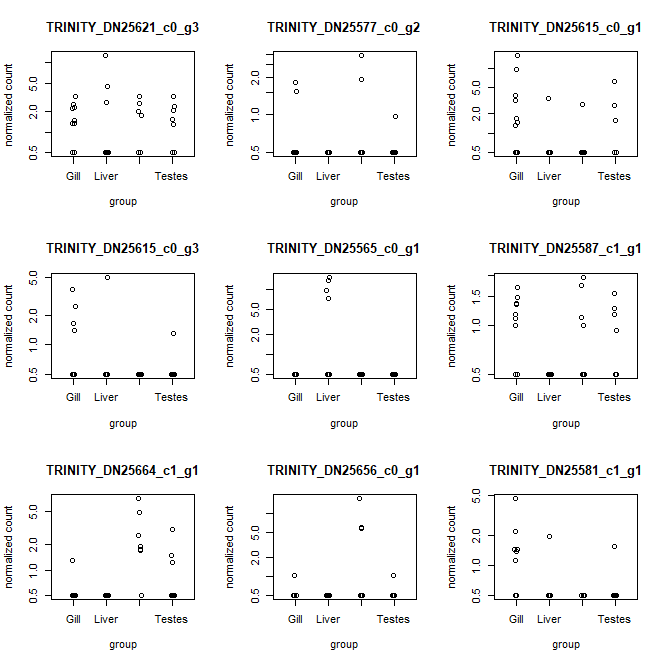 TRINITY_DN25621_c0_g3
normalized count
5.0
2.0
0.5
Gill Liver Testes
group
TRINITY_DN25577_c0_g2
normalized count
2.0
1.0
0.5
Gill Liver Testes
group
TRINITY_DN25615_c0_g1
normalized count
5.0
2.0
0.5
Gill Liver Testes
group
TRINITY_DN25615_c0_g3
normalized count
5.0
2.0
1.0
0.5
Gill Liver Testes
group
TRINITY_DN25565_c0_g1
normalized count
5.0
2.0
0.5
Gill Liver Testes
group
TRINITY_DN25587_c1_g1
normalized count
1.5
1.0
0.5
Gill Liver Testes
group
TRINITY_DN25664_c1_g1
normalized count
5.0
2.0
1.0
0.5
Gill Liver Testes
group
TRINITY_DN25656_c0_g1
normalized count
5.0
2.0
0.5
Gill Liver Testes
group
TRINITY_DN25581_c1_g1
normalized count
5.0
2.0
1.0
0.5
Gill Liver Testes
group